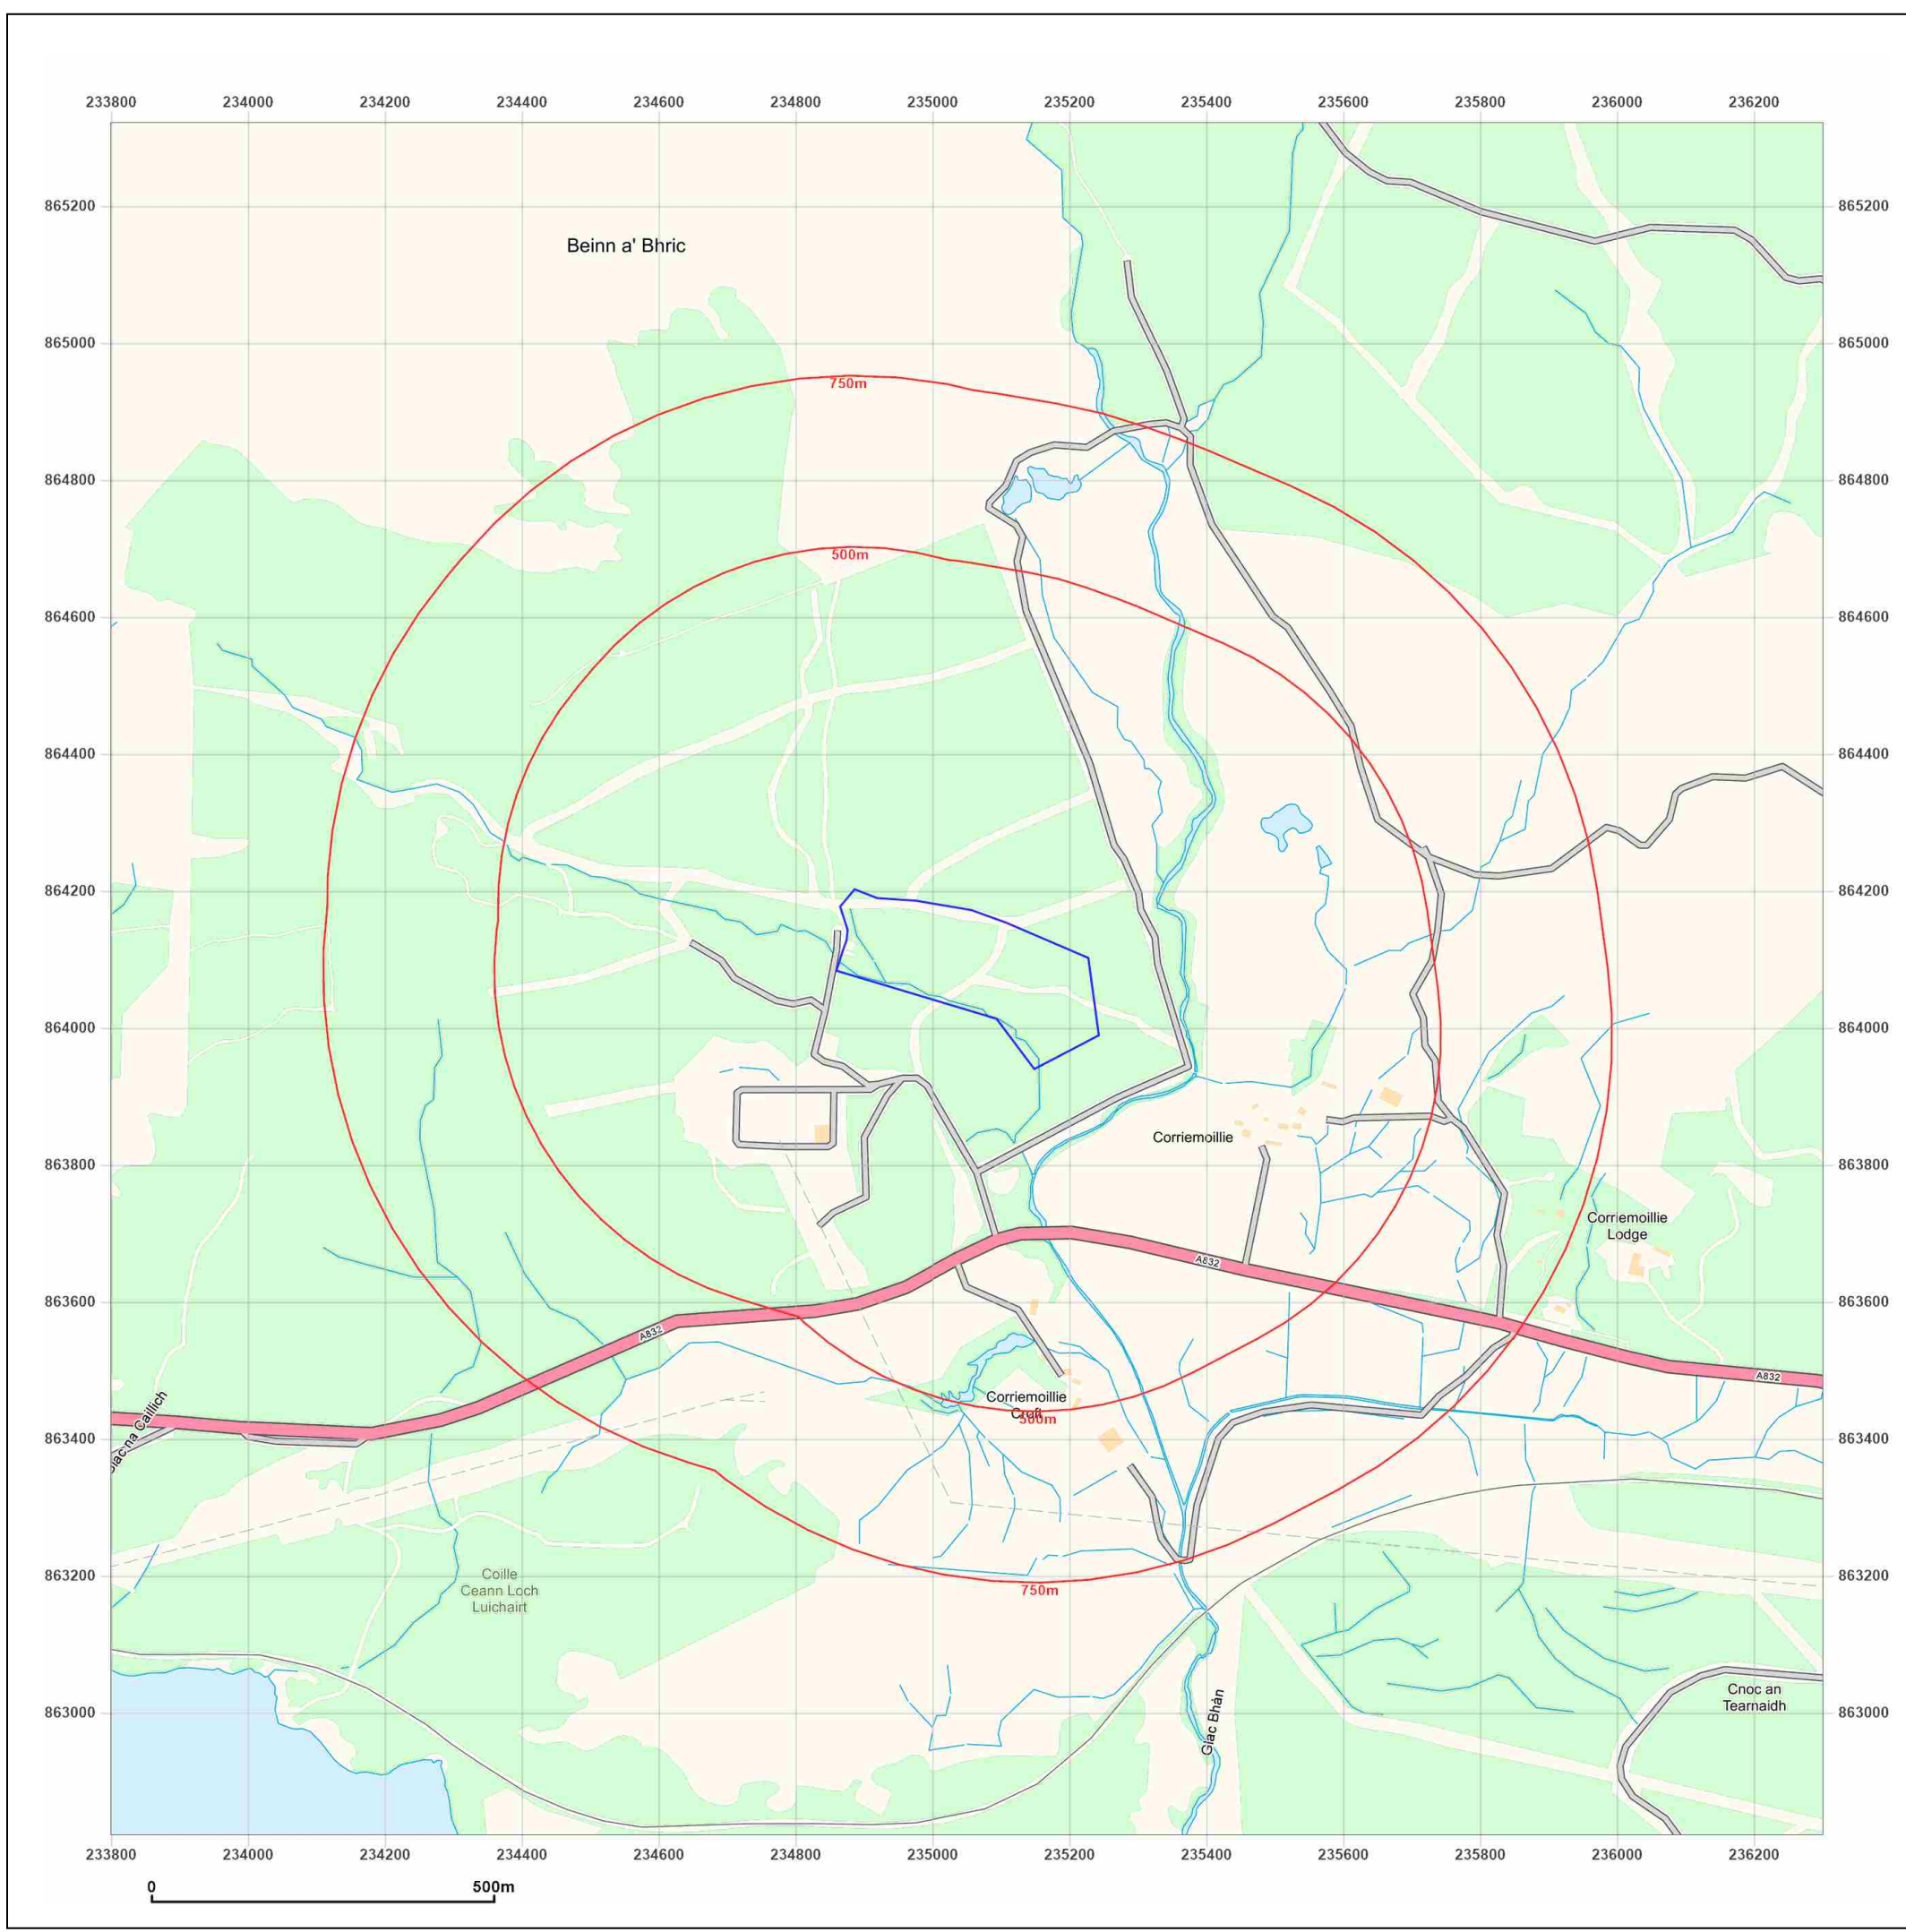 233800 234000 234200 234400 234600 234800 235000 235200 235400 235600 235800 236000 236200
865200 865200
Beinn a' Bhric
865000 865000
750m
864800 864800
500m
864600 864600
864400 864400
864200 864200
864000 864000
863800 863800
Corriemoillie
Corriemoillie
Lodge
A832
863600 863600
A832
A832
Corriemoillie
Croft
500m
863400 863400
na Caillich
Coille
Ceann Loch
Luichairt
863200 863200
750m
863000 863000
Cnoc an
Tearnaidh
Glac Bhàn
233800 234000 234200 234400 234600 234800 235000 235200 235400 235600 235800 236000 236200
0 500m